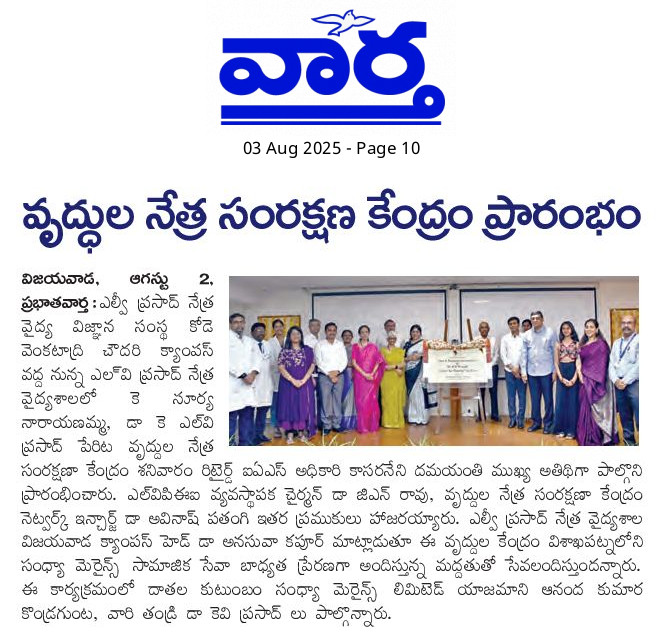 వార్త
03 Aug 2025 - Page 10
వృద్ధుల నేత్ర సంరక్షణ కేంద్రం ప్రారంభం
విజయవాడ, ఆగస్టు 2,
ప్రభాతవార్త : ఎల్వీ ప్రసాద్ నేత్ర
వైద్య విజ్ఞాన సంస్థ కోడె
వెంకటాద్రి చౌదరి క్యాంపస్
వద్ద నున్న ఎల్‌వి ప్రసాద్ నేత్ర
వైద్యశాలలో కె సూర్య
నారాయణమ్మ, డా కె ఎల్‌వి
ప్రసాద్ పేరిట వృద్దుల నేత్ర
సంరక్షణా కేంద్రం శనివారం రిటైర్డ్ ఐఏఎస్ అధికారి కాసరనేని దమయంతి ముఖ్య అతిథిగా పాల్గొని
ప్రారంభించారు. ఎల్‌విపిఈఐ వ్యవస్థాపక చైర్మన్ డా జిఎన్ రావు, వృద్దుల నేత్ర సంరక్షణా కేంద్రం
నెట్వర్క్ ఇన్చార్జ్ డా అవినాష్ పతంగి ఇతర ప్రముకులు హాజరయ్యారు. ఎల్వీ ప్రసాద్ నేత్ర వైద్యశాల
విజయవాడ క్యాంపస్ హెడ్ డా అనసువా కపూర్ మాట్లాడుతూ ఈ వృద్దుల కేంద్రం విశాఖపట్నంలోని
సంధ్యా మెరైన్స్ సామాజిక సేవా బాధ్యత ప్రేరణగా అందిస్తున్న మద్దతుతో సేవలందిస్తుందన్నారు.
ఈ కార్యక్రమంలో దాతల కుటుంబం సంధ్యా మెరైన్స్ లిమిటెడ్ యాజమాని ఆనంద కుమార
కొండ్రగుంట, వారి తండ్రి డా కెవి ప్రసాద్ లు పాల్గొన్నారు.